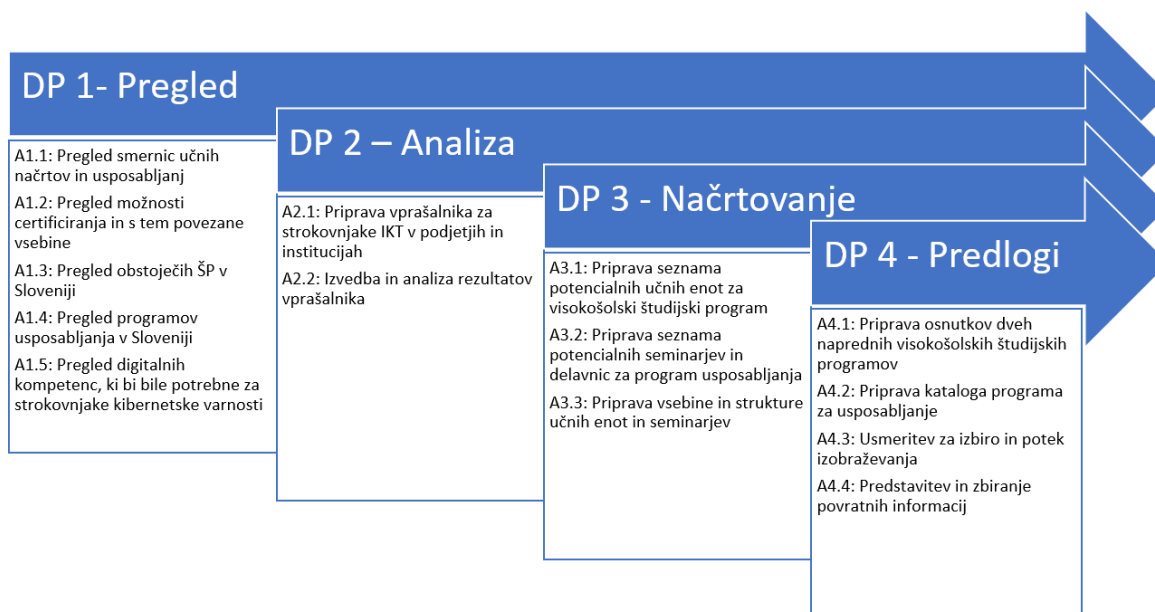 DP 1- Pregled
A1.1: Pregled smernic učnih
načrtov in usposabljanj
A1.2: Pregled možnosti
certificiranja in s tem povezane
vsebine
A1.3: Pregled obstoječih ŠP v
Sloveniji
A1.4: Pregled programov
usposabljanja v Sloveniji
A1.5: Pregled digitalnih
kompetenc, ki bi bile potrebne za
strokovnjake kibernetske varnosti
DP 2 – Analiza
A2.1: Priprava vprašalnika za
strokovnjake IKT v podjetjih in
institucijah
A2.2: Izvedba in analiza rezultatov
vprašalnika
DP 3 - Načrtovanje
A3.1: Priprava seznama
potencialnih učnih enot za
visokošolski študijski program
A3.2: Priprava seznama
potencialnih seminarjev in
delavnic za program usposabljanja
A3.3: Priprava vsebine in strukture
učnih enot in seminarjev
DP 4 - Predlogi
A4.1: Priprava osnutkov dveh
naprednih visokošolskih študijskih
programov
A4.2: Priprava kataloga programa
za usposabljanje
A4.3: Usmeritev za izbiro in potek
izobraževanja
A4.4: Predstavitev in zbiranje
povratnih informacij